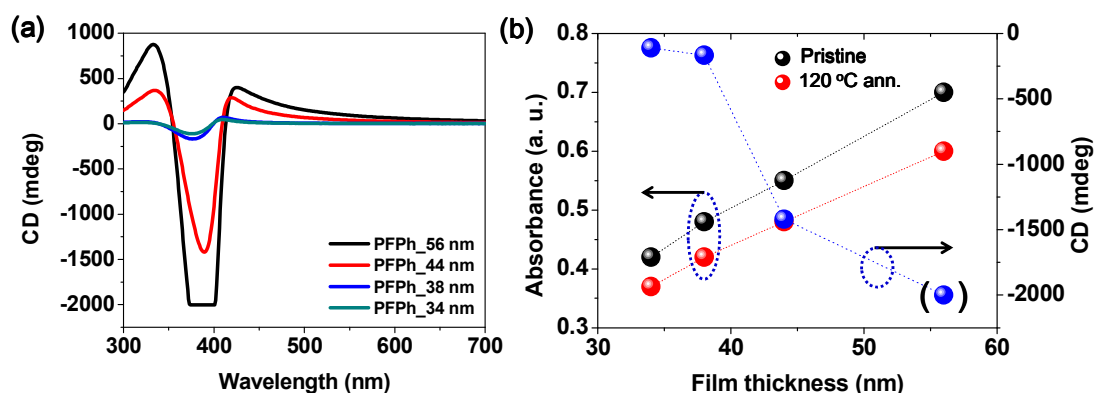 (a)
1000
500
0
-500
-1000
-1500
-2000
CD (mdeg)
300 400 500 600 700
Wavelength (nm)
PFPh_56 nm
PFPh_44 nm
PFPh_38 nm
PFPh_34 nm
(b)
0.8
0.7
0.6
0.5
0.4
0.3
Absorbance (a. u.)
Pristine
120 ºC ann.
( )
30 40 50 60
Film thickness (nm)
0
-500
-1000
-1500
-2000
CD (mdeg)